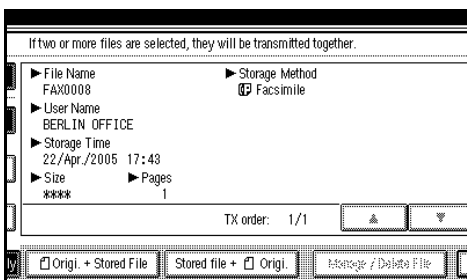 If two or more files are selected, they will be transmitted together.
►File Name ►Storage Method
FAX0008 Facsimile
►User Name
BERLIN OFFICE
►Storage Time
22/Apr./2005 17:43
►Size ►Pages
**** 1
TX order: 1/1 ▲ ▼
Origi. + Stored File Stored file + Origi. Manage / Delete File